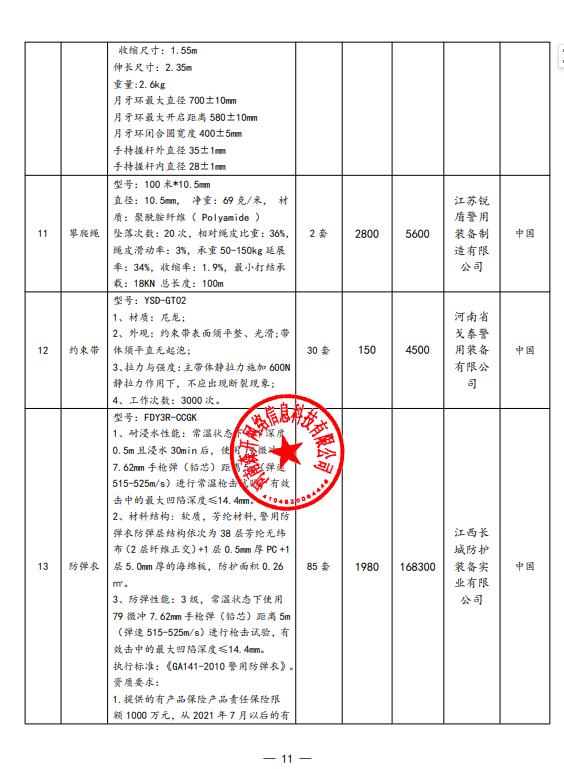 收缩尺寸: 1.55m
伸长尺寸: 2.35m
重量:2.6kg
月牙环最大直径 700±10mm
月牙环最大开启距离 580±10mm
月牙环闭合圆宽度 400±5mm
手持握杆外直径 35±1mm
手持握杆内直径 28±1mm
11
攀爬绳
型号: 100 米*10.5mm
直径: 10.5mm, 净重: 69 克/米, 材
质: 聚酰胺纤维 ( Polyamide )
坠落次数: 20 次, 相对绳皮比重: 36%,
绳皮滑动率: 3%, 承重 50-150kg 延展
率: 34%, 收缩率: 1.9%, 最小打结承
载: 18KN 总长度: 100m
2 套
2800
5600
江苏锐
盾警用
装备制
造有限
公司
中国
12
约束带
型号: YSD-GT02
1、材质: 尼龙;
2、外观: 约束带表面须平整、光滑;带
体须平直无起泡;
3、拉力与强度:主带体静拉力施加 600N
静拉力作用下, 不应出现断裂现象;
4、工作次数: 3000 次。
30 套
150
4500
河南省
戈泰警
用装备
有限公
司
中国
13
防弹衣
型号: FDY3R-CCGK
1、耐浸水性能: 常温状态下 深度
0.5m 且浸水 30min 后, 使用 微冲
7.62mm 手枪弹 (铅芯) 距离 5 (弹速
515-525m/s) 进行常温枪击试验, 有效
击中的最大凹陷深度≤14.4mm。
2、材料结构: 软质, 芳纶材料,警用防
弹衣防弹层结构依次为 38 层芳纶无纬
布(2 层纤维正交)+1 层 0.5mm 厚 PC +1
层 5.0mm 厚的海绵板, 防护面积 0.26
㎡。
3、防弹性能: 3 级, 常温状态下使用
79 微冲 7.62mm 手枪弹 (铅芯) 距离 5m
(弹速 515-525m/s) 进行枪击试验, 有
效击中的最大凹陷深度≤14.4mm。
执行标准:《GA141-2010 警用防弹衣》。
资质要求:
1.提供的有产品保险产品责任保险限
额 1000 万元, 从 2021 年 7 月以后的有
85 套
1980
168300
江西长
城防护
装备实
业有限
公司
中国
开网络信息科技有限公司
— 11 —